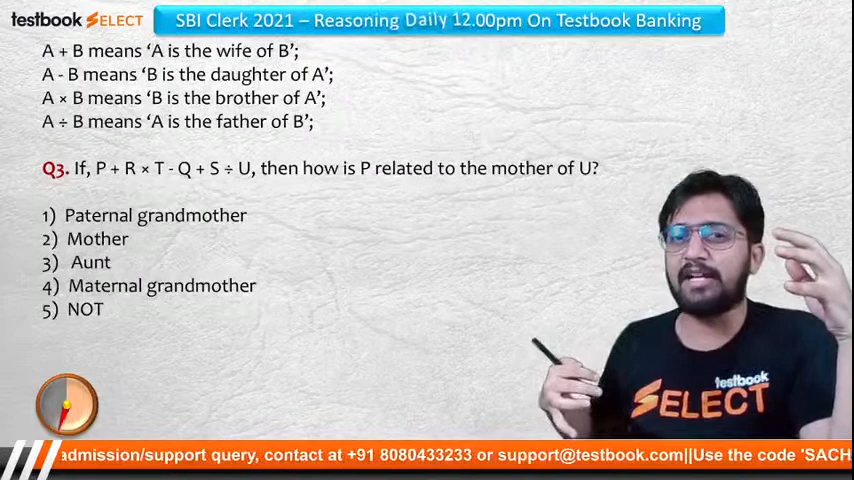 testbook SELECT
SBI Clerk 2021 – Reasoning Daily 12.00pm On Testbook Banking
A + B means ‘A is the wife of B’;
A - B means ‘B is the daughter of A’;
A × B means ‘B is the brother of A’;
A ÷ B means ‘A is the father of B’;
Q3. If, P + R × T - Q + S ÷ U, then how is P related to the mother of U?
1) Paternal grandmother
2) Mother
3) Aunt
4) Maternal grandmother
5) NOT
testbook
SELECT
admission/support query, contact at +91 8080433233 or support@testbook.com||Use the code 'SACH